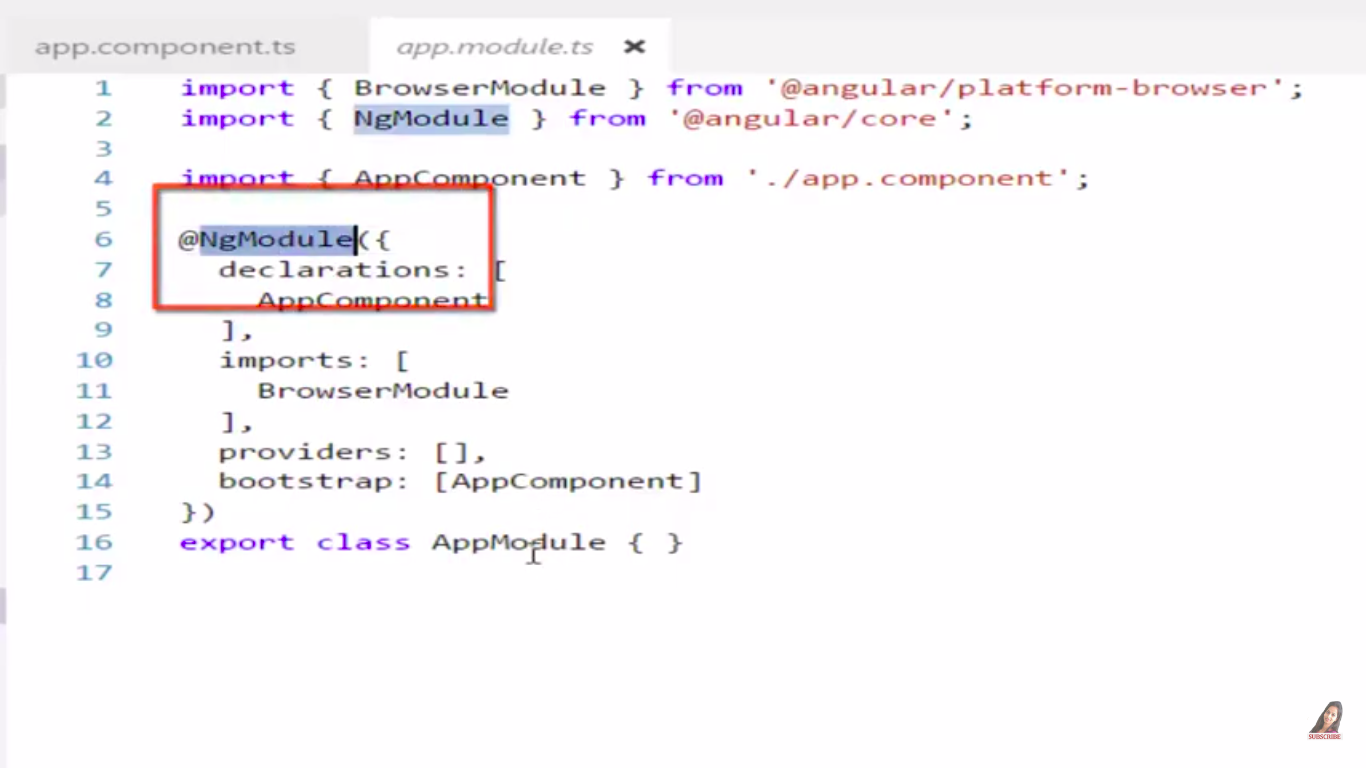 app.component.ts
app.module.ts ×
1 import { BrowserModule } from '@angular/platform-browser';
2 import { NgModule } from '@angular/core';
3
4 import { AppComponent } from './app.component';
5
6 @NgModule({
7   declarations: [
8     AppComponent
9   ],
10   imports: [
11     BrowserModule
12   ],
13   providers: [],
14   bootstrap: [AppComponent]
15 })
16 export class AppModule { }
17
SUBSCRIBE